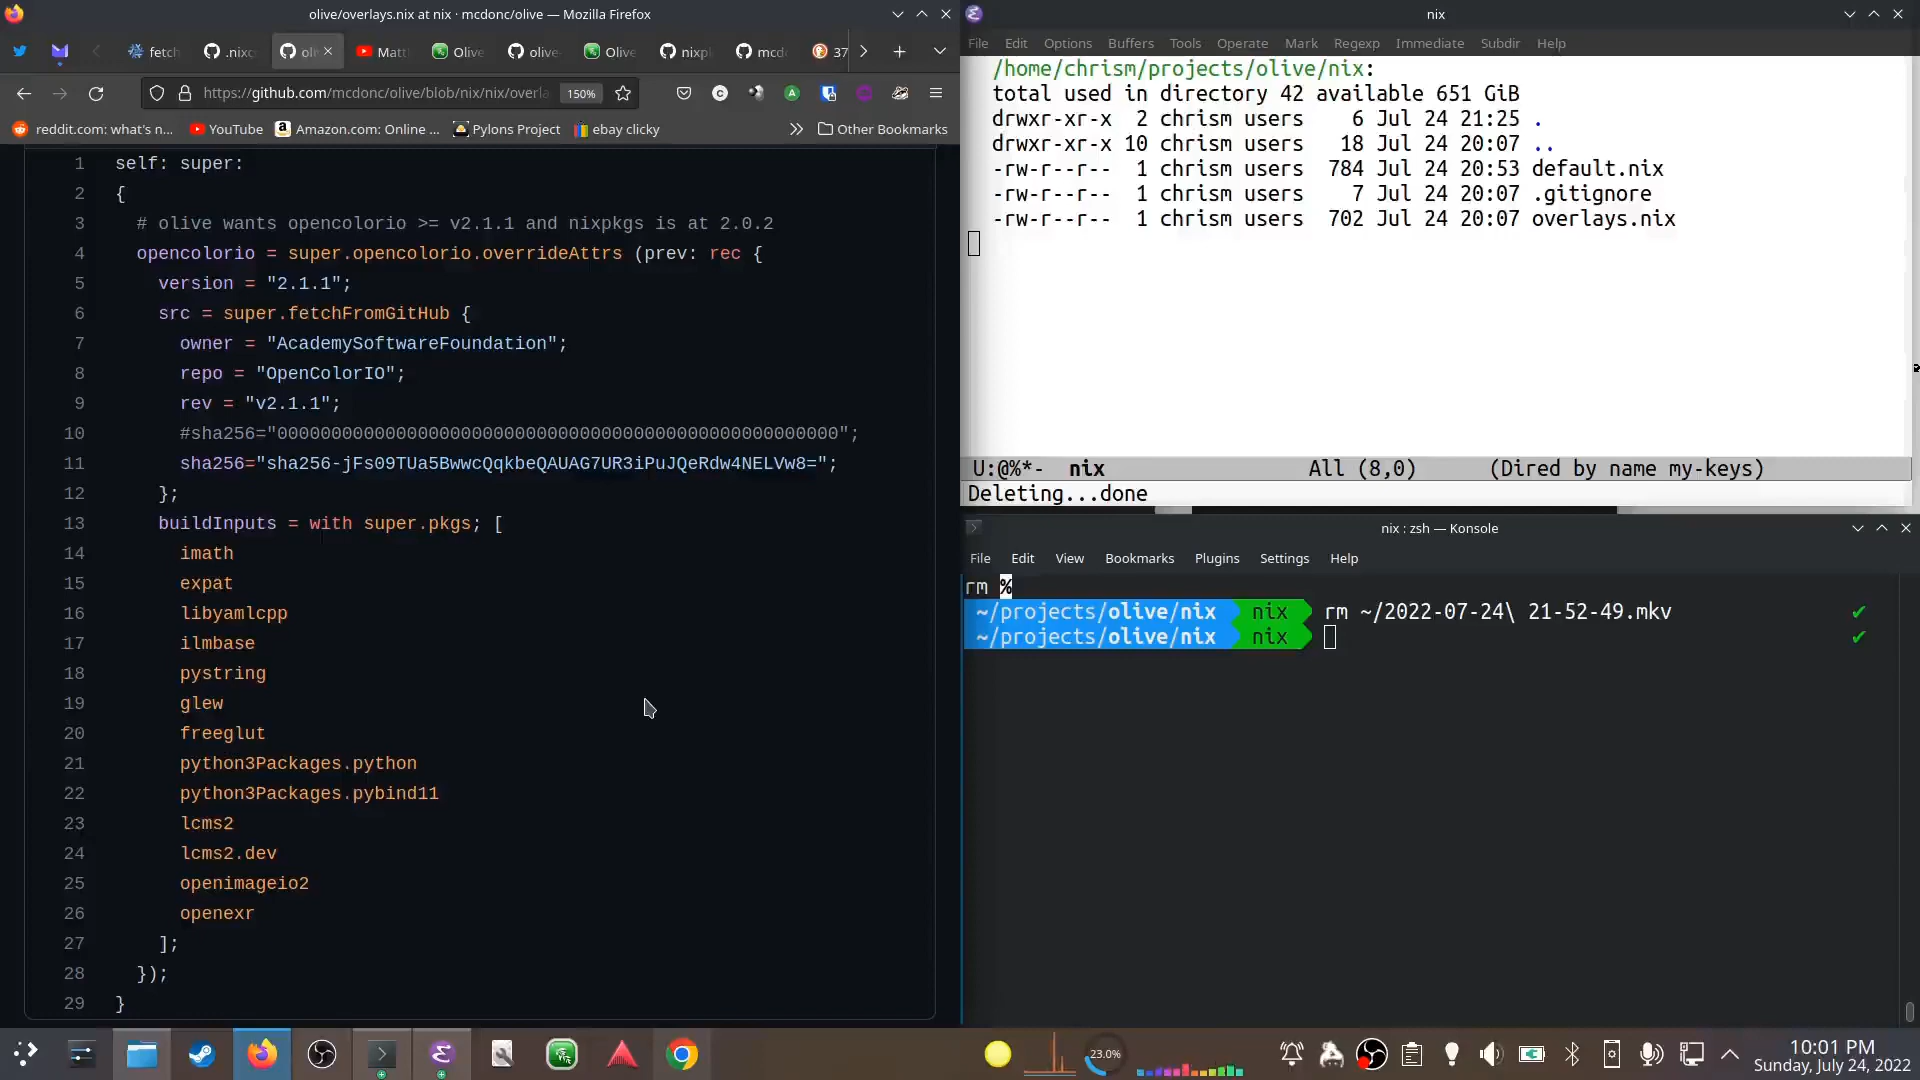 olive/overlays.nix at nix · mcdonc/olive — Mozilla Firefox
fetch
.nixc
oli
Matt
Olive
olive
Olive
nixp
mcd
37
https://github.com/mcdonc/olive/blob/nix/nix/overla
150%
reddit.com: what's n...
YouTube
Amazon.com: Online ...
Pylons Project
ebay clicky
Other Bookmarks
1 self: super:
2 {
3 # olive wants opencolorio >= v2.1.1 and nixpkgs is at 2.0.2
4 opencolorio = super.opencolorio.overrideAttrs (prev: rec {
5 version = "2.1.1";
6 src = super.fetchFromGitHub {
7 owner = "AcademySoftwareFoundation";
8 repo = "OpenColorIO";
9 rev = "v2.1.1";
10 #sha256="0000000000000000000000000000000000000000000000000000";
11 sha256="sha256-jFs09TUa5BwwcQqkbeQAUAG7UR3iPuJQeRdw4NELVw8=";
12 };
13 buildInputs = with super.pkgs; [
14 imath
15 expat
16 libyamlcpp
17 ilmbase
18 pystring
19 glew
20 freeglut
21 python3Packages.python
22 python3Packages.pybind11
23 lcms2
24 lcms2.dev
25 openimageio2
26 openexr
27 ];
28 });
29 }
nix
File Edit Options Buffers Tools Operate Mark Regexp Immediate Subdir Help
/home/chrism/projects/olive/nix:
total used in directory 42 available 651 GiB
drwxr-xr-x 2 chrism users 6 Jul 24 21:25 .
drwxr-xr-x 10 chrism users 18 Jul 24 20:07 ..
-rw-r--r-- 1 chrism users 784 Jul 24 20:53 default.nix
-rw-r--r-- 1 chrism users 7 Jul 24 20:07 .gitignore
-rw-r--r-- 1 chrism users 702 Jul 24 20:07 overlays.nix
U:@%*- nix All (8,0) (Dired by name my-keys)
Deleting...done
nix : zsh — Konsole
File Edit View Bookmarks Plugins Settings Help
rm %
~/projects/olive/nix nix rm ~/2022-07-24\ 21-52-49.mkv ✔
~/projects/olive/nix nix ✔
23.0%
10:01 PM
Sunday, July 24, 2022